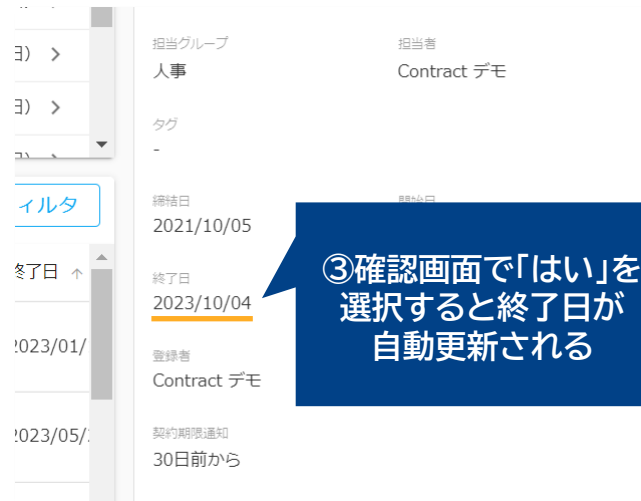 日) >
日) >
ィルタ
終了日 ↑
2023/01/
2023/05/
担当グループ
人事
担当者
Contract デモ
タグ
-
締結日
2021/10/05
開始日
終了日
2023/10/04
登録者
Contract デモ
契約期限通知
30日前から
③確認画面で「はい」を
選択すると終了日が
自動更新される